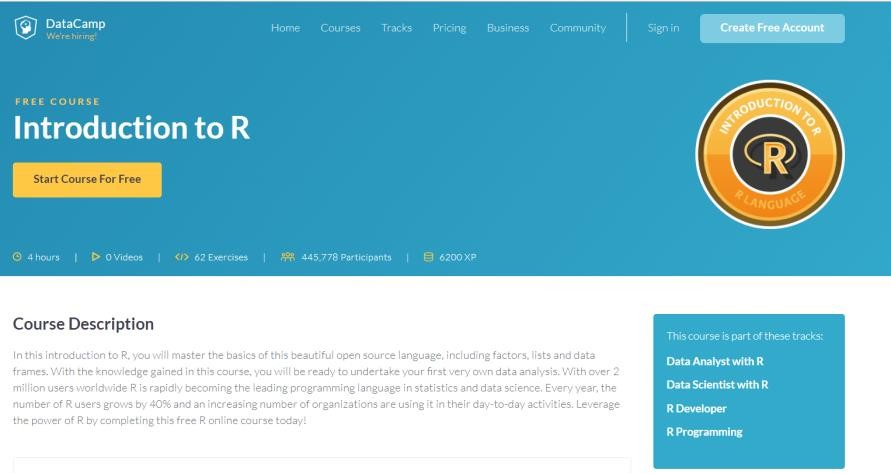 DataCamp
We're hiring!
Home Courses Tracks Pricing Business Community Sign in Create Free Account
FREE COURSE
Introduction to R
Start Course For Free
INTRODUCTION TO R
R
R LANGUAGE
4 hours | 0 Videos | 62 Exercises | 445,778 Participants | 6200 XP
Course Description
In this introduction to R, you will master the basics of this beautiful open source language, including factors, lists and data
frames. With the knowledge gained in this course, you will be ready to undertake your first very own data analysis. With over 2
million users worldwide R is rapidly becoming the leading programming language in statistics and data science. Every year, the
number of R users grows by 40% and an increasing number of organizations are using it in their day-to-day activities. Leverage
the power of R by completing this free R online course today!
This course is part of these tracks:
Data Analyst with R
Data Scientist with R
R Developer
R Programming